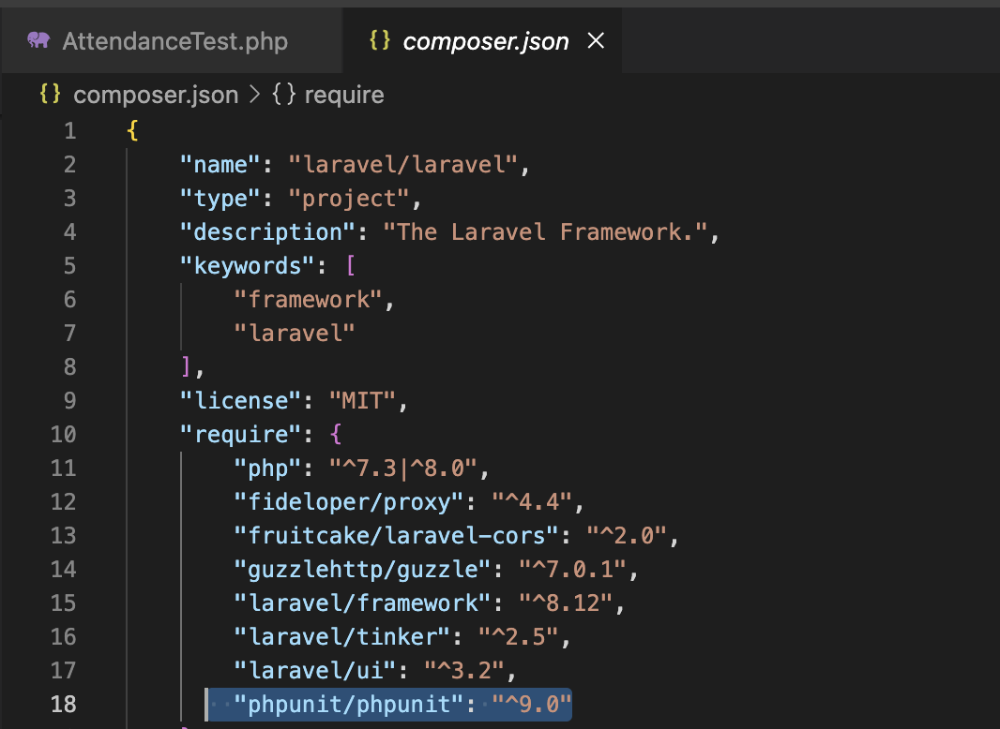 AttendanceTest.php {} composer.json ×
{} composer.json > {} require
1 {
2 "name": "laravel/laravel",
3 "type": "project",
4 "description": "The Laravel Framework.",
5 "keywords": [
6 "framework",
7 "laravel"
8 ],
9 "license": "MIT",
10 "require": {
11 "php": "^7.3|^8.0",
12 "fideloper/proxy": "^4.4",
13 "fruitcake/laravel-cors": "^2.0",
14 "guzzlehttp/guzzle": "^7.0.1",
15 "laravel/framework": "^8.12",
16 "laravel/tinker": "^2.5",
17 "laravel/ui": "^3.2",
18 "phpunit/phpunit": "^9.0"